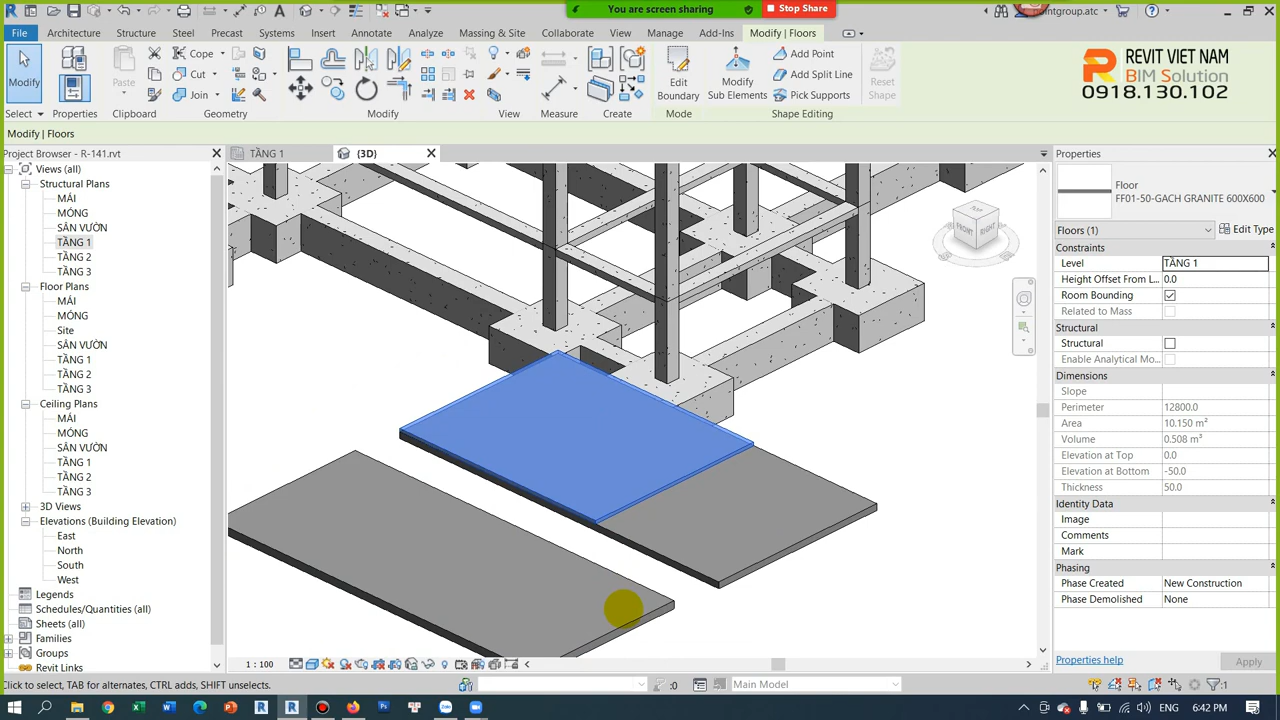 You are screen sharing
Stop Share
REVIT VIET NAM
BIM Solution
0918.130.102
File
Architecture
Structure
Steel
Precast
Systems
Insert
Annotate
Analyze
Massing & Site
Collaborate
View
Manage
Add-Ins
Modify | Floors
Modify
Paste
Cope
Cut
Join
Edit
Boundary
Modify
Sub Elements
Add Point
Add Split Line
Pick Supports
Reset
Shape
Select
Properties
Clipboard
Geometry
Modify
View
Measure
Create
Mode
Shape Editing
Modify | Floors
Project Browser - R-141.rvt
TẦNG 1
{3D}
Views (all)
Structural Plans
MÁI
MÓNG
SÂN VƯỜN
TẦNG 1
TẦNG 2
TẦNG 3
Floor Plans
MÁI
MÓNG
Site
SÂN VƯỜN
TẦNG 1
TẦNG 2
TẦNG 3
Ceiling Plans
MÁI
MÓNG
SÂN VƯỜN
TẦNG 1
TẦNG 2
TẦNG 3
3D Views
Elevations (Building Elevation)
East
North
South
West
Legends
Schedules/Quantities (all)
Sheets (all)
Families
Groups
Revit Links
FRONT
RIGHT
Properties
Floor
FF01-50-GACH GRANITE 600X600
Floors (1)
Edit Type
Constraints
Level TẦNG 1
Height Offset From L... 0.0
Room Bounding
Related to Mass
Structural
Structural
Enable Analytical Mo...
Dimensions
Slope
Perimeter 12800.0
Area 10.150 m²
Volume 0.508 m³
Elevation at Top 0.0
Elevation at Bottom -50.0
Thickness 50.0
Identity Data
Image
Comments
Mark
Phasing
Phase Created New Construction
Phase Demolished None
Properties help
Apply
1 : 100
Click to select, TAB for alternates, CTRL adds, SHIFT unselects.
:0
Main Model
:1
ENG
6:42 PM